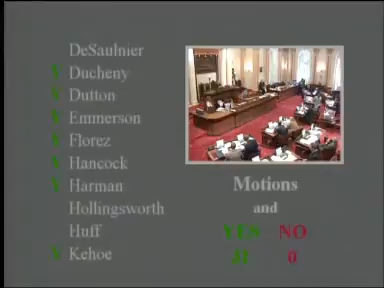 DeSaulnier
Y Ducheny
Y Dutton
Y Emmerson
Y Florez
Y Hancock
Y Harman
Hollingsworth
Huff
Y Kehoe
Motions
and
YES NO
21 0